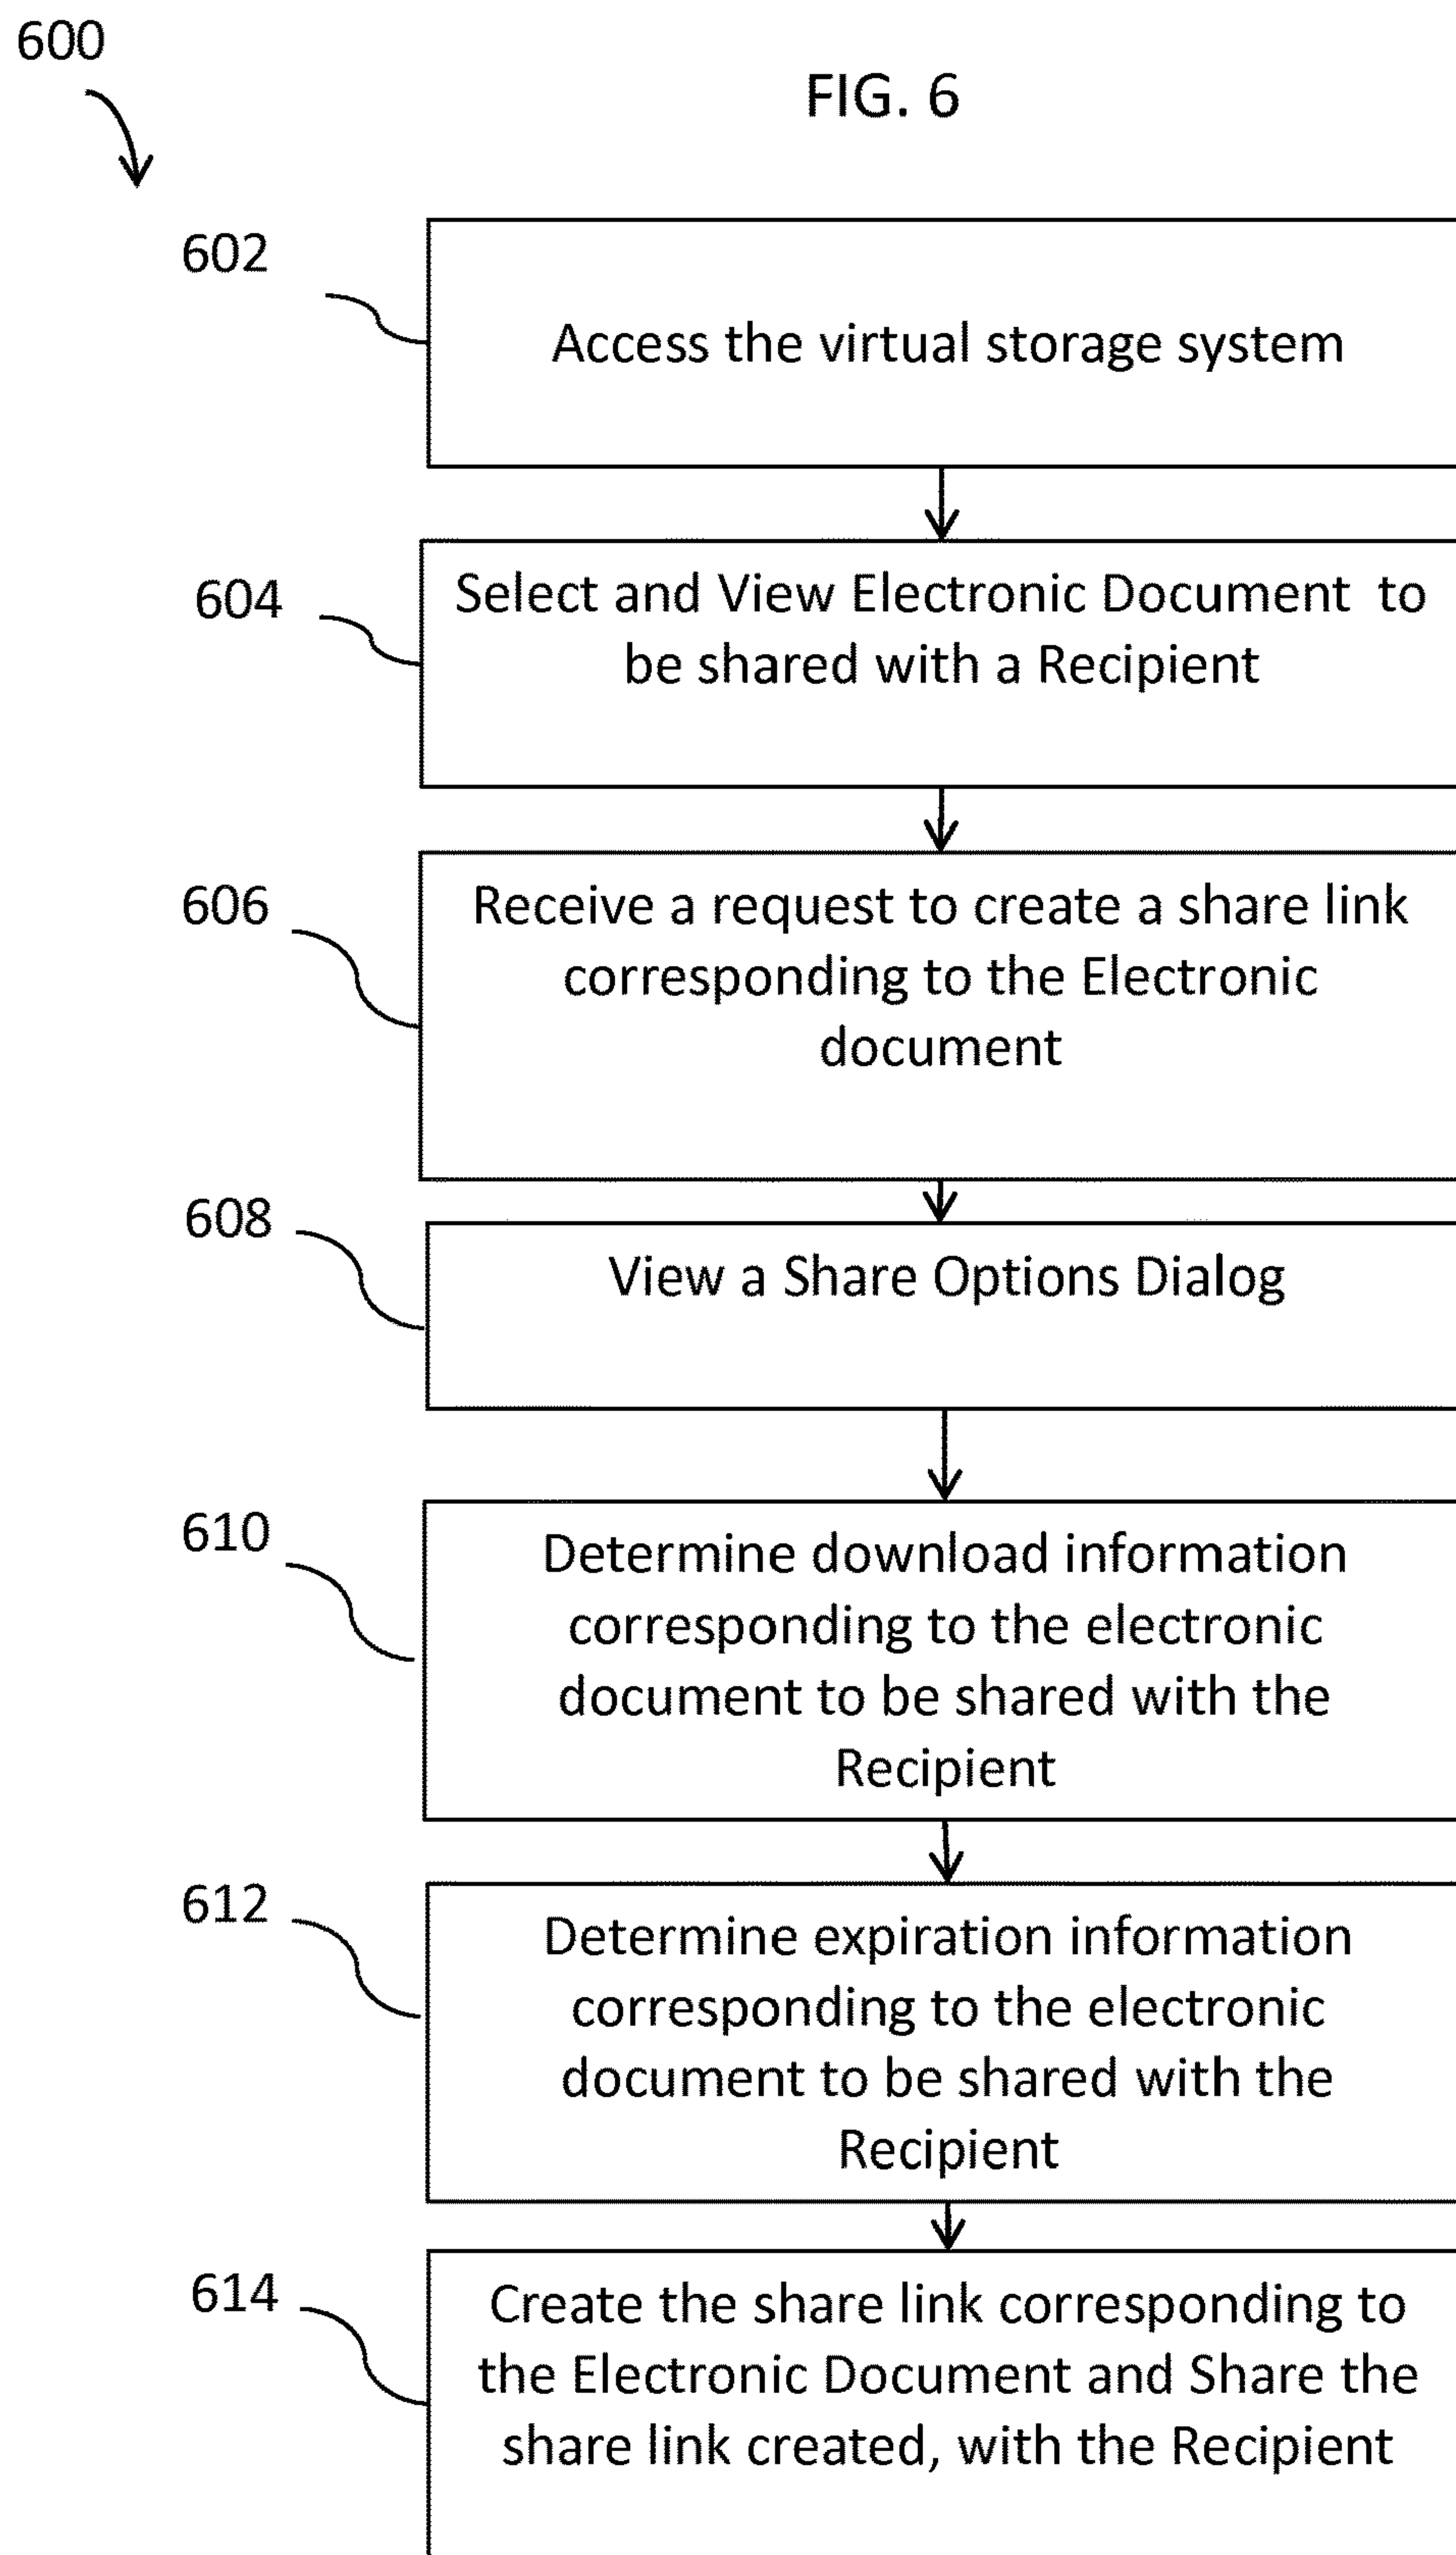 600
FIG. 6
602
Access the virtual storage system
604
Select and View Electronic Document to
be shared with a Recipient
606
Receive a request to create a share link
corresponding to the Electronic
document
608
View a Share Options Dialog
610
Determine download information
corresponding to the electronic
document to be shared with the
Recipient
612
Determine expiration information
corresponding to the electronic
document to be shared with the
Recipient
614
Create the share link corresponding to
the Electronic Document and Share the
share link created, with the Recipient